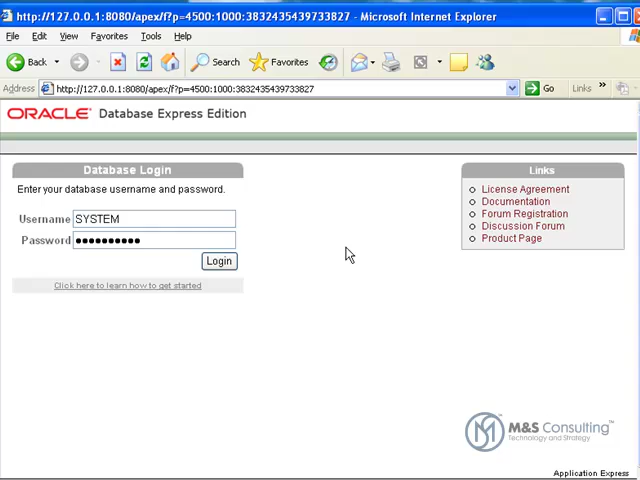 http://127.0.0.1:8080/apex/f?p=4500:1000:3832435439733827 - Microsoft Internet Explorer
File Edit View Favorites Tools Help
Back Search Favorites
Address http://127.0.0.1:8080/apex/f?p=4500:1000:3832435439733827 Go Links »
ORACLE Database Express Edition
Database Login
Enter your database username and password.
Username SYSTEM
Password ●●●●●●●●●●
Login
Click here to learn how to get started
Links
License Agreement
Documentation
Forum Registration
Discussion Forum
Product Page
M&S Consulting™
Technology and Strategy
Application Express